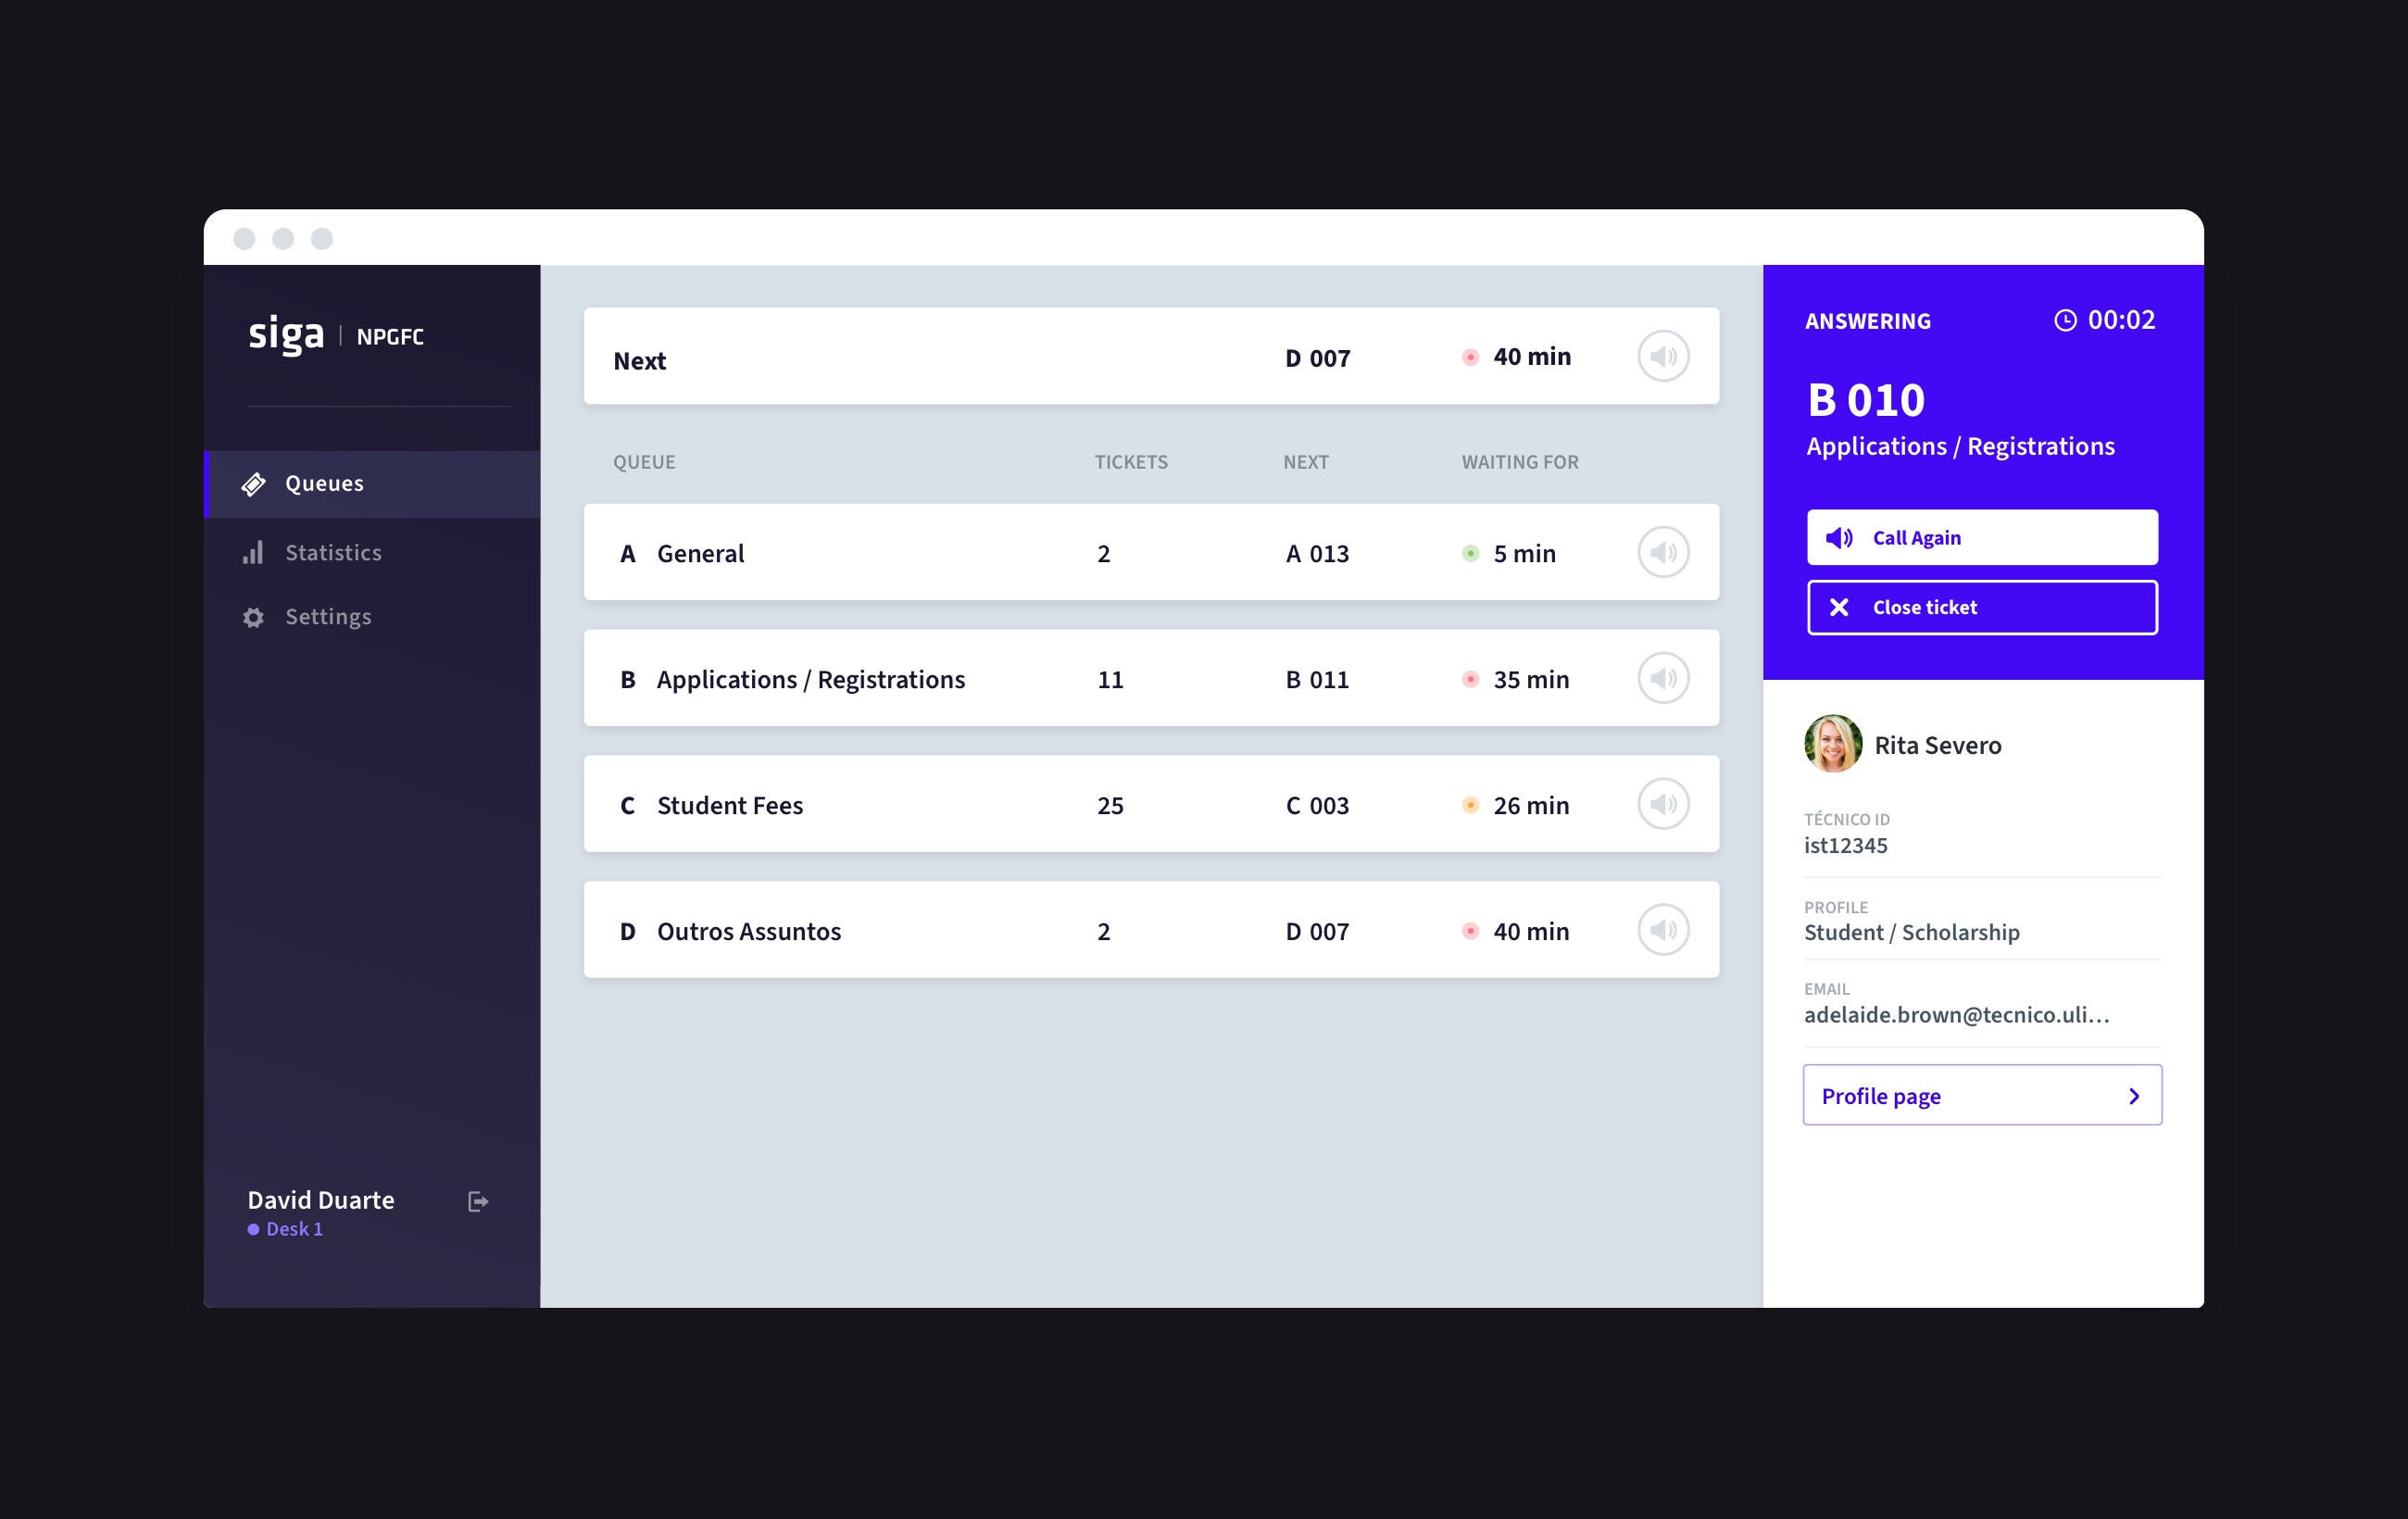 siga | NPGFC
Queues
Statistics
Settings
David Duarte
Desk 1
Next D 007 40 min
QUEUE TICKETS NEXT WAITING FOR
A General 2 A 013 5 min
B Applications / Registrations 11 B 011 35 min
C Student Fees 25 C 003 26 min
D Outros Assuntos 2 D 007 40 min
ANSWERING 00:02
B 010
Applications / Registrations
Call Again
Close ticket
Rita Severo
TÉCNICO ID
ist12345
PROFILE
Student / Scholarship
EMAIL
adelaide.brown@tecnico.uli...
Profile page